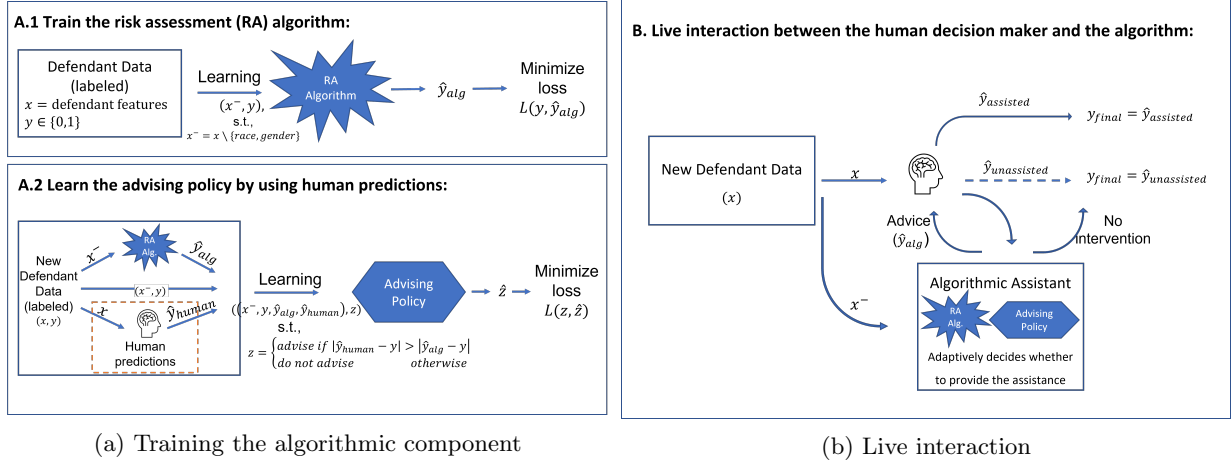 A.1 Train the risk assessment (RA) algorithm:
Defendant Data
(labeled)
x = defendant features
y ∈ {0,1}
Learning
(x⁻, y),
s.t.,
x⁻ = x \ {race, gender}
RA
Algorithm
ŷ_alg
Minimize
loss
L(y, ŷ_alg)
A.2 Learn the advising policy by using human predictions:
New
Defendant
Data
(labeled)
(x, y)
x⁻
RA
Alg.
ŷ_alg
(x⁻, y)
x
ŷ_human
Human
predictions
Learning
((x⁻, y, ŷ_alg, ŷ_human), z)
s.t.,
z = {advise if |ŷ_human − y| > |ŷ_alg − y|
do not advise otherwise
Advising
Policy
ẑ
Minimize
loss
L(z, ẑ)
(a) Training the algorithmic component
B. Live interaction between the human decision maker and the algorithm:
New Defendant Data
(x)
x
ŷ_assisted
y_final = ŷ_assisted
ŷ_unassisted
y_final = ŷ_unassisted
Advice
(ŷ_alg)
No
intervention
x⁻
Algorithmic Assistant
RA
Alg.
Advising
Policy
Adaptively decides whether
to provide the assistance
(b) Live interaction